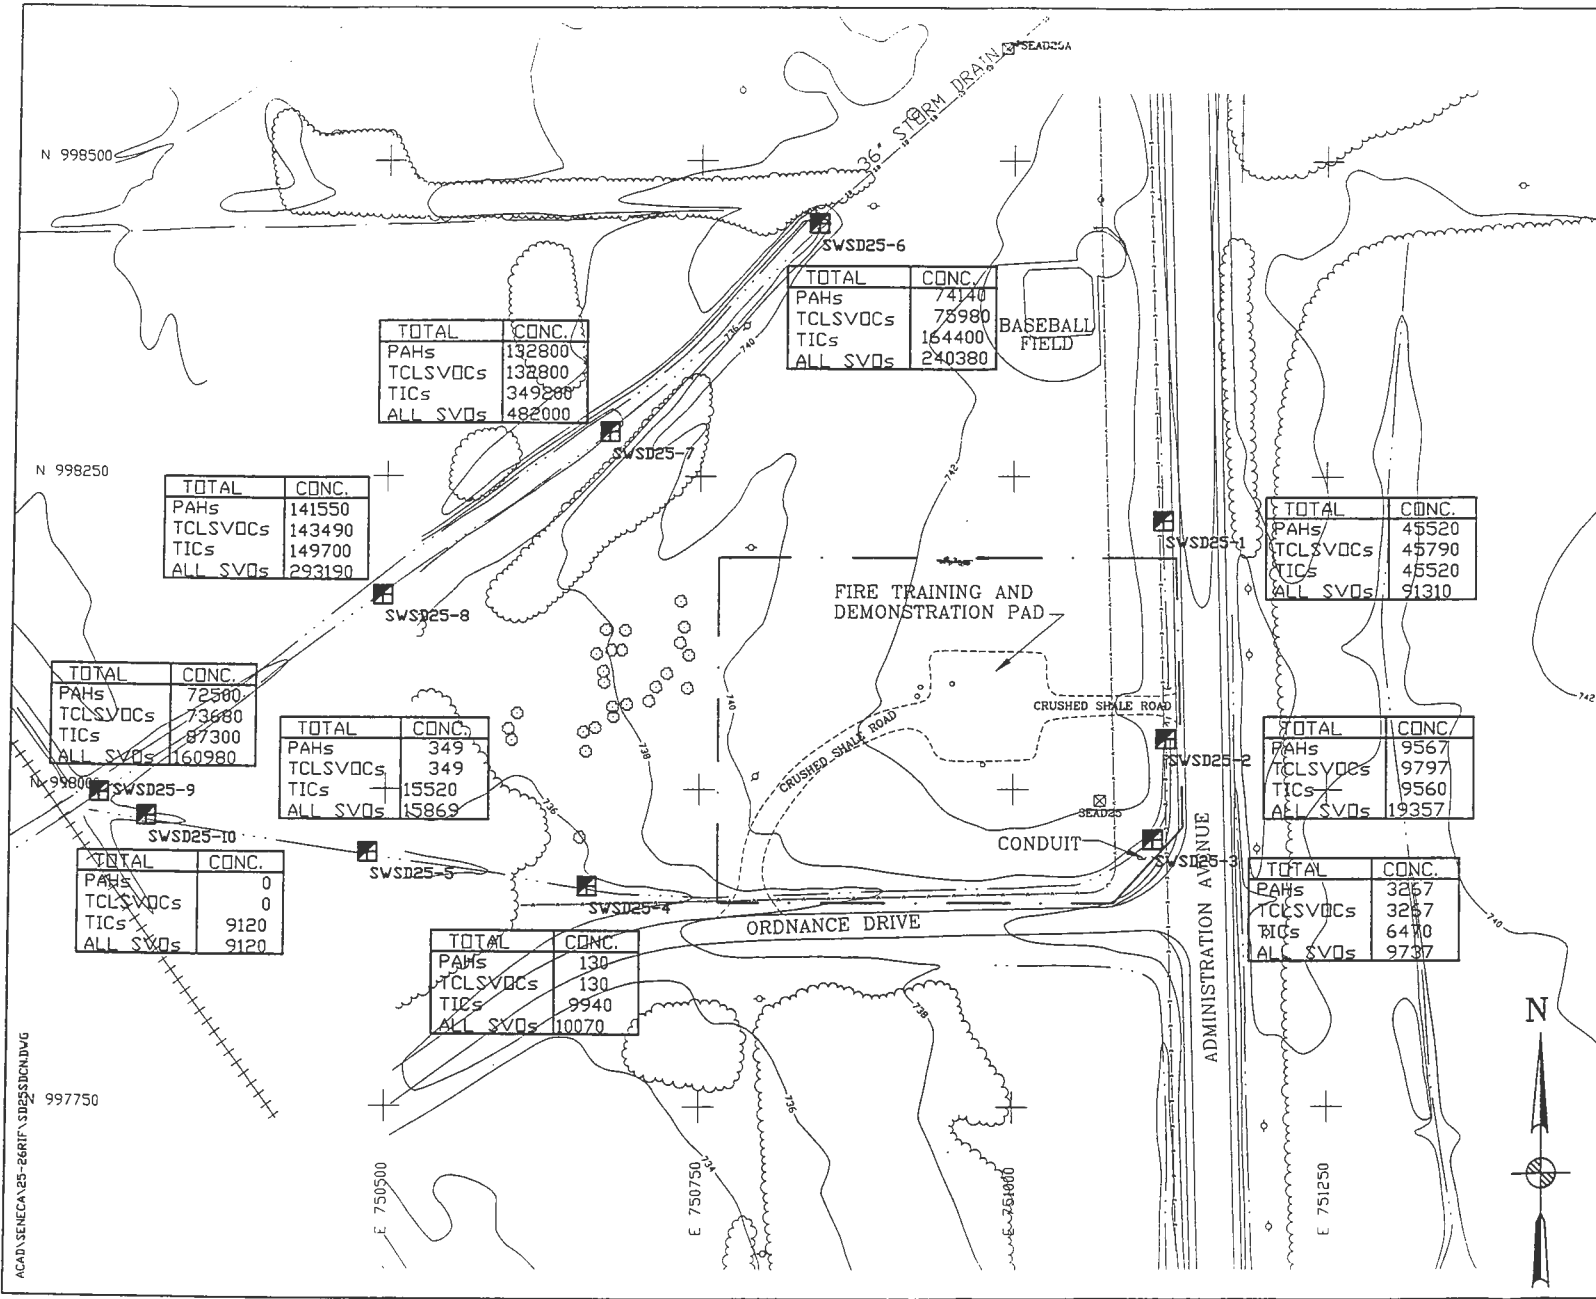 SEAD25A
36" STORM DRAIN
N 998500
SWSD25-6
TOTAL CONC.
PAHs 74140
TCLSVOCs 75980
TICs 164400
ALL SVOs 240380
BASEBALL
FIELD
736
740
TOTAL CONC.
PAHs 132800
TCLSVOCs 132800
TICs 349200
ALL SVOs 482000
SWSD25-7
N 998250
742
TOTAL CONC.
PAHs 141550
TCLSVOCs 143490
TICs 149700
ALL SVOs 293190
SWSD25-8
SWSD25-1
TOTAL CONC.
PAHs 45520
TCLSVOCs 45790
TICs 45520
ALL SVOs 91310
FIRE TRAINING AND
DEMONSTRATION PAD
TOTAL CONC.
PAHs 72500
TCLSVOCs 73680
TICs 87300
ALL SVOs 160980
740
738
742
CRUSHED SHALE ROAD
CRUSHED SHALE ROAD
TOTAL CONC.
PAHs 349
TCLSVOCs 349
TICs 15520
ALL SVOs 15869
SWSD25-2
TOTAL CONC.
PAHs 9567
TCLSVOCs 9797
TICs 9560
ALL SVOs 19357
N 998000
SWSD25-9
736
SEAD25
SWSD25-10
CONDUIT
SWSD25-3
TOTAL CONC.
PAHs 0
TCLSVOCs 0
TICs 9120
ALL SVOs 9120
SWSD25-5
SWSD25-4
ORDNANCE DRIVE
ADMINISTRATION AVENUE
TOTAL CONC.
PAHs 3267
TCLSVOCs 3267
TICs 6470
ALL SVOs 9737
740
TOTAL CONC.
PAHs 130
TCLSVOCs 130
TICs 9940
ALL SVOs 10070
738
N
N 997750
736
734
E 750500
E 750750
E 751000
E 751250
ACAD\SENECA\25-26RIF\SD25SDCN.DWG